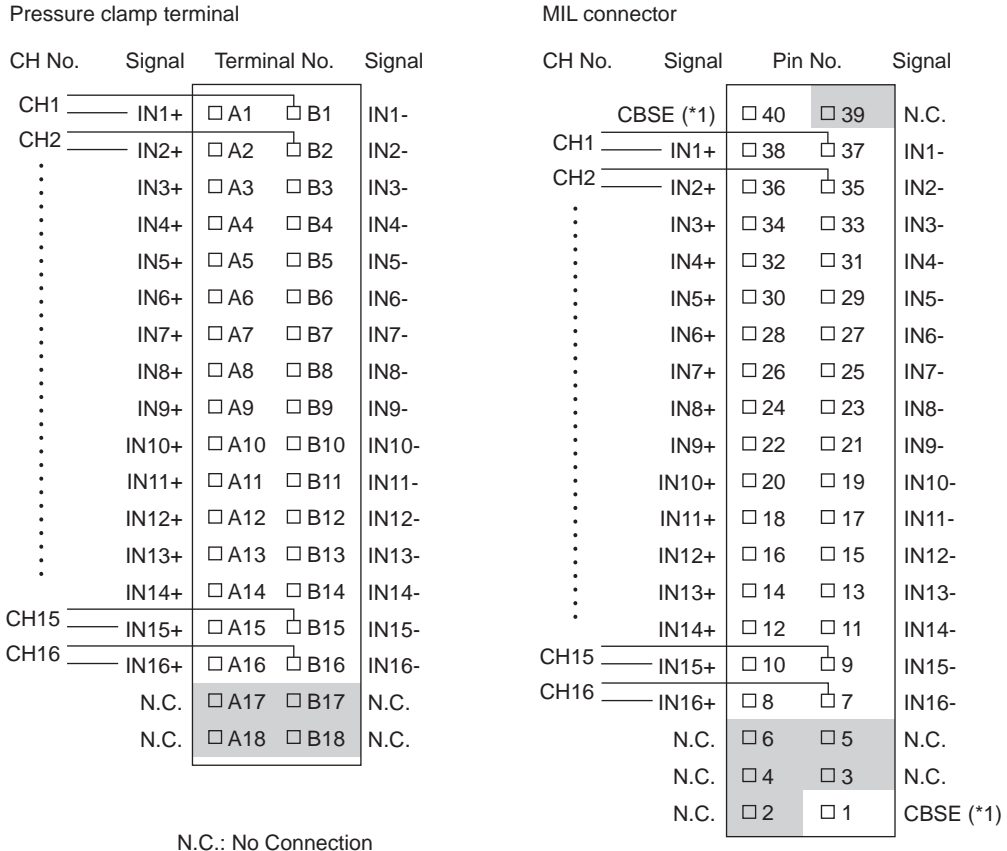 Pressure clamp terminal
CH No. Signal Terminal No. Signal
CH1 IN1+ A1 B1 IN1-
CH2 IN2+ A2 B2 IN2-
IN3+ A3 B3 IN3-
IN4+ A4 B4 IN4-
IN5+ A5 B5 IN5-
IN6+ A6 B6 IN6-
IN7+ A7 B7 IN7-
IN8+ A8 B8 IN8-
IN9+ A9 B9 IN9-
IN10+ A10 B10 IN10-
IN11+ A11 B11 IN11-
IN12+ A12 B12 IN12-
IN13+ A13 B13 IN13-
IN14+ A14 B14 IN14-
CH15 IN15+ A15 B15 IN15-
CH16 IN16+ A16 B16 IN16-
N.C. A17 B17 N.C.
N.C. A18 B18 N.C.
N.C.: No Connection
MIL connector
CH No. Signal Pin No. Signal
CBSE (*1) 40 39 N.C.
CH1 IN1+ 38 37 IN1-
CH2 IN2+ 36 35 IN2-
IN3+ 34 33 IN3-
IN4+ 32 31 IN4-
IN5+ 30 29 IN5-
IN6+ 28 27 IN6-
IN7+ 26 25 IN7-
IN8+ 24 23 IN8-
IN9+ 22 21 IN9-
IN10+ 20 19 IN10-
IN11+ 18 17 IN11-
IN12+ 16 15 IN12-
IN13+ 14 13 IN13-
IN14+ 12 11 IN14-
CH15 IN15+ 10 9 IN15-
CH16 IN16+ 8 7 IN16-
N.C. 6 5 N.C.
N.C. 4 3 N.C.
N.C. 2 1 CBSE (*1)